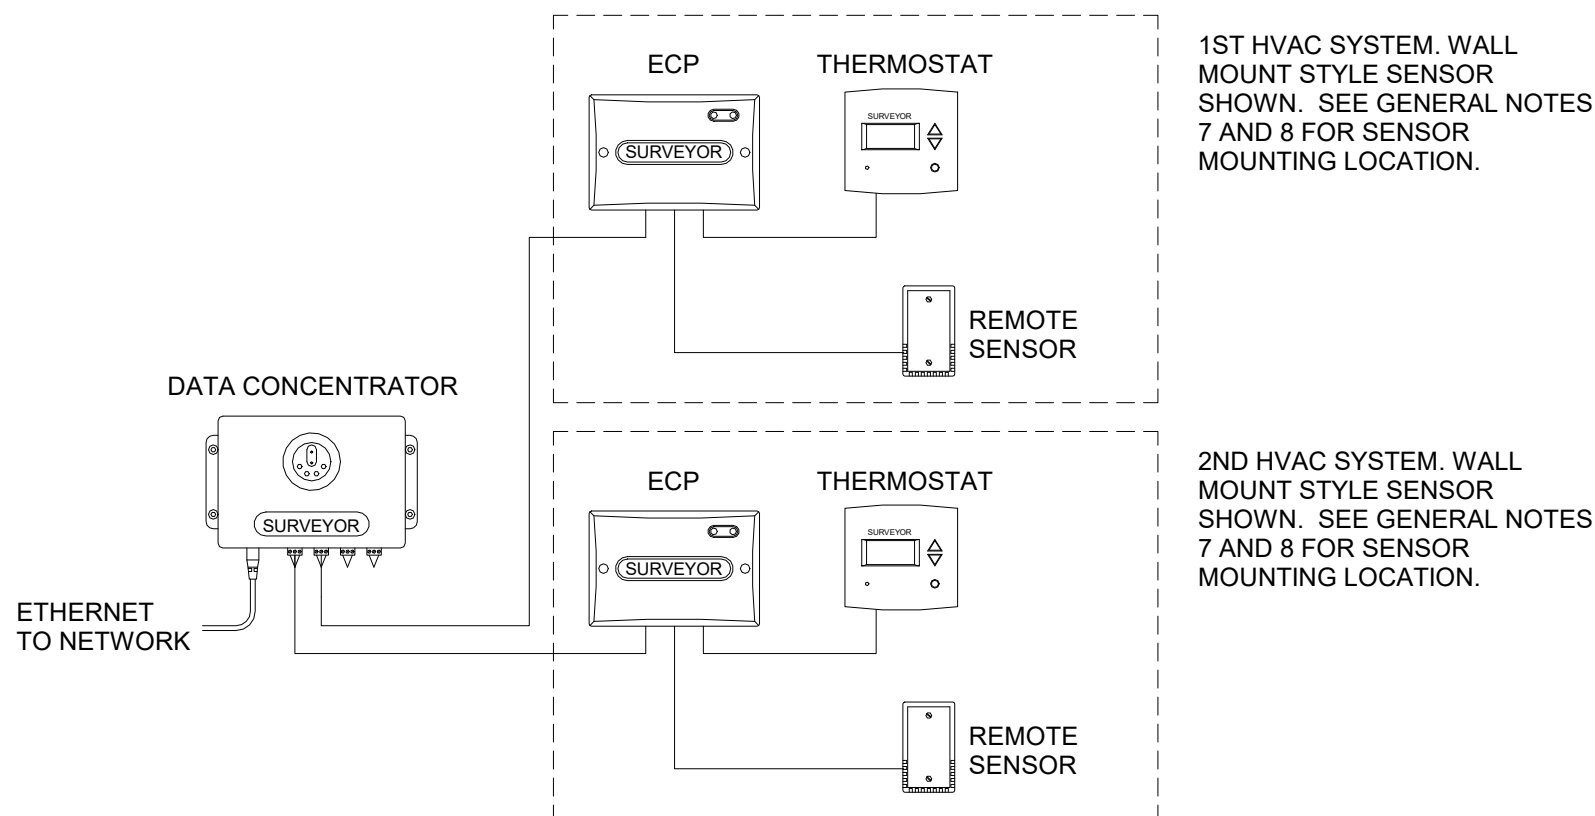 ECP
THERMOSTAT
SURVEYOR
SURVEYOR
REMOTE
SENSOR
1ST HVAC SYSTEM. WALL
MOUNT STYLE SENSOR
SHOWN. SEE GENERAL NOTES
7 AND 8 FOR SENSOR
MOUNTING LOCATION.
DATA CONCENTRATOR
SURVEYOR
ETHERNET
TO NETWORK
ECP
THERMOSTAT
SURVEYOR
SURVEYOR
REMOTE
SENSOR
2ND HVAC SYSTEM. WALL
MOUNT STYLE SENSOR
SHOWN. SEE GENERAL NOTES
7 AND 8 FOR SENSOR
MOUNTING LOCATION.